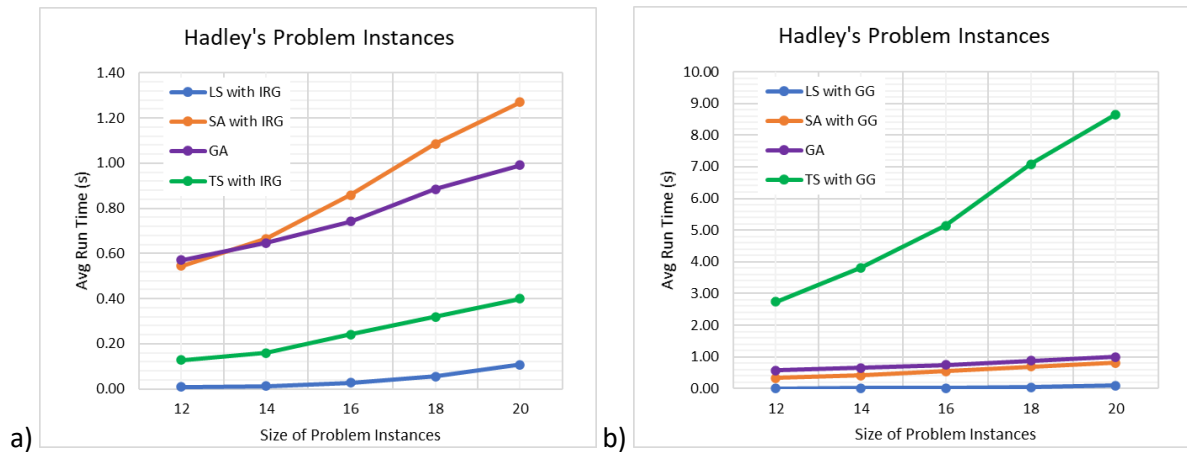 Hadley's Problem Instances
1.40
1.20
1.00
0.80
0.60
0.40
0.20
0.00
Avg Run Time (s)
LS with IRG
SA with IRG
GA
TS with IRG
12 14 16 18 20
Size of Problem Instances
a)
Hadley's Problem Instances
10.00
9.00
8.00
7.00
6.00
5.00
4.00
3.00
2.00
1.00
0.00
Avg Run Time (s)
LS with GG
SA with GG
GA
TS with GG
12 14 16 18 20
Size of Problem Instances
b)